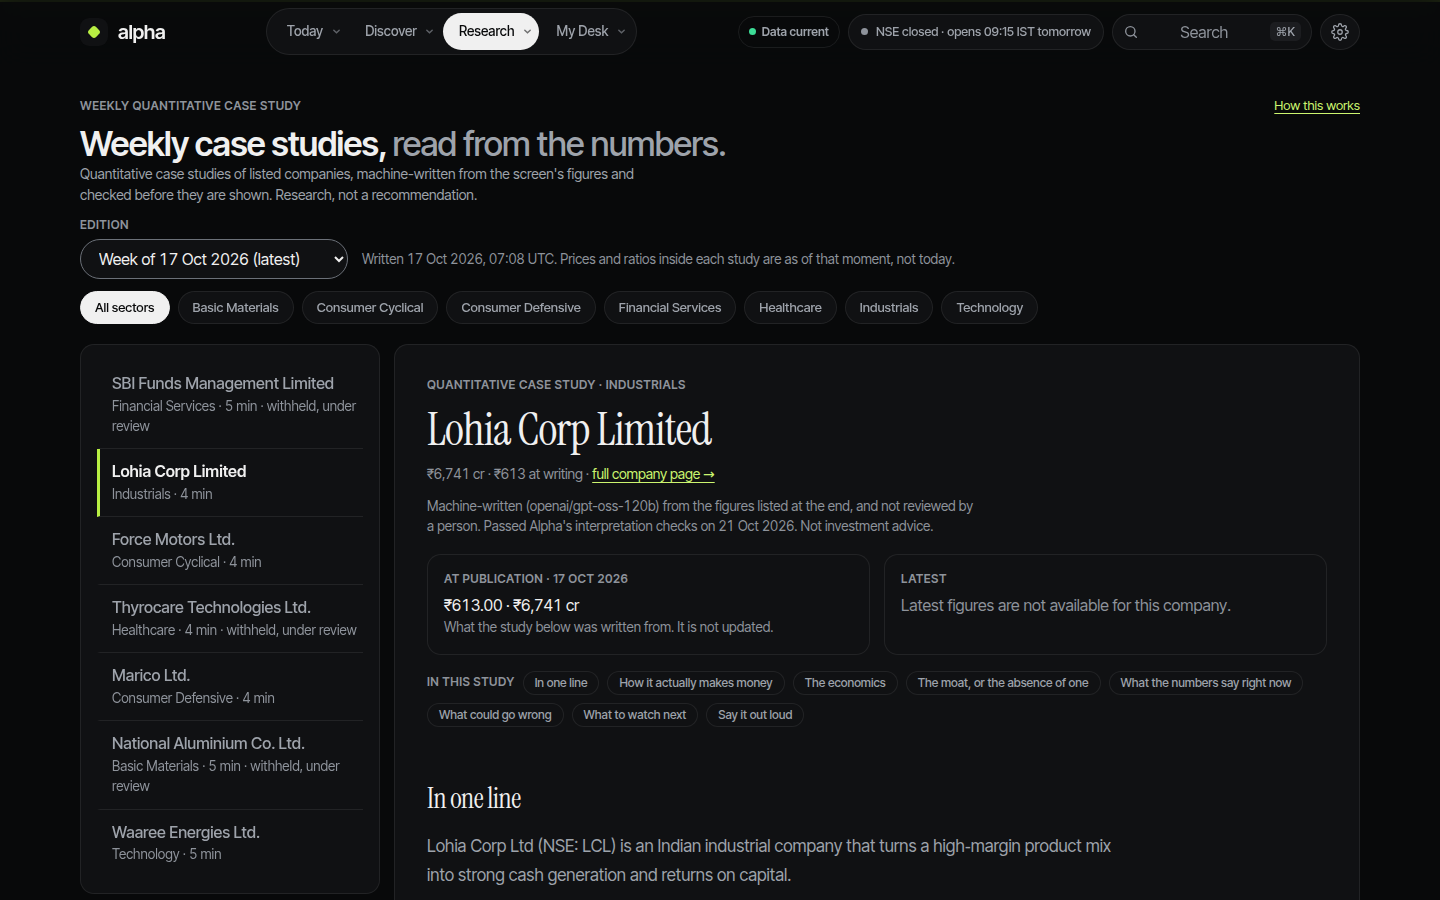 alpha
Today
Discover
Research
My Desk
Data current
NSE closed · opens 09:15 IST tomorrow
Search
⌘K
WEEKLY QUANTITATIVE CASE STUDY
How this works
Weekly case studies, read from the numbers.
Quantitative case studies of listed companies, machine-written from the screen's figures and
checked before they are shown. Research, not a recommendation.
EDITION
Week of 17 Oct 2026 (latest)
Written 17 Oct 2026, 07:08 UTC. Prices and ratios inside each study are as of that moment, not today.
All sectors
Basic Materials
Consumer Cyclical
Consumer Defensive
Financial Services
Healthcare
Industrials
Technology
SBI Funds Management Limited
Financial Services · 5 min · withheld, under
review
Lohia Corp Limited
Industrials · 4 min
Force Motors Ltd.
Consumer Cyclical · 4 min
Thyrocare Technologies Ltd.
Healthcare · 4 min · withheld, under review
Marico Ltd.
Consumer Defensive · 4 min
National Aluminium Co. Ltd.
Basic Materials · 5 min · withheld, under
review
Waaree Energies Ltd.
Technology · 5 min
QUANTITATIVE CASE STUDY · INDUSTRIALS
Lohia Corp Limited
₹6,741 cr · ₹613 at writing · full company page →
Machine-written (openai/gpt-oss-120b) from the figures listed at the end, and not reviewed by
a person. Passed Alpha's interpretation checks on 21 Oct 2026. Not investment advice.
AT PUBLICATION · 17 OCT 2026
₹613.00 · ₹6,741 cr
What the study below was written from. It is not updated.
LATEST
Latest figures are not available for this company.
IN THIS STUDY
In one line
How it actually makes money
The economics
The moat, or the absence of one
What the numbers say right now
What could go wrong
What to watch next
Say it out loud
In one line
Lohia Corp Ltd (NSE: LCL) is an Indian industrial company that turns a high-margin product mix
into strong cash generation and returns on capital.